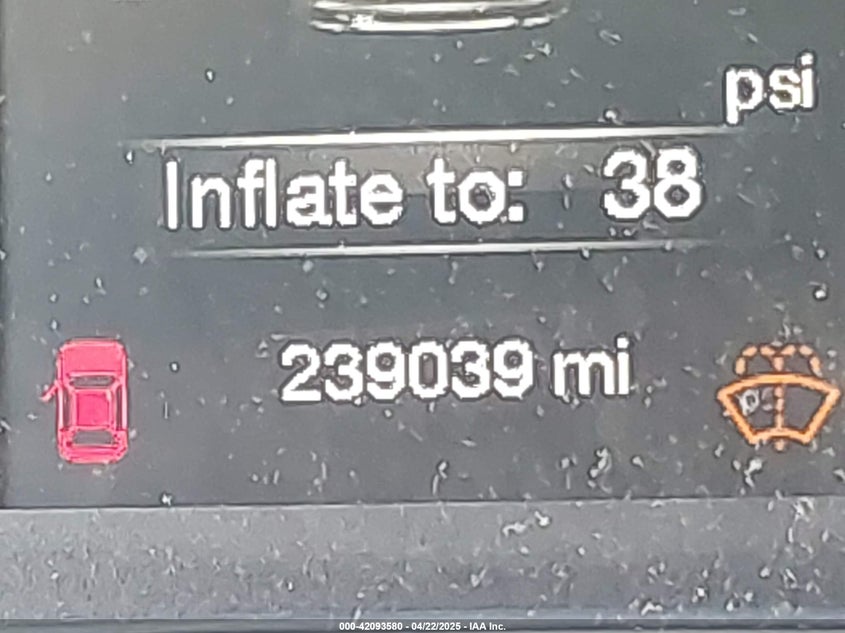 psi
Inflate to: 38
239039 mi
000-42093580 - 04/22/2025 - IAA Inc.